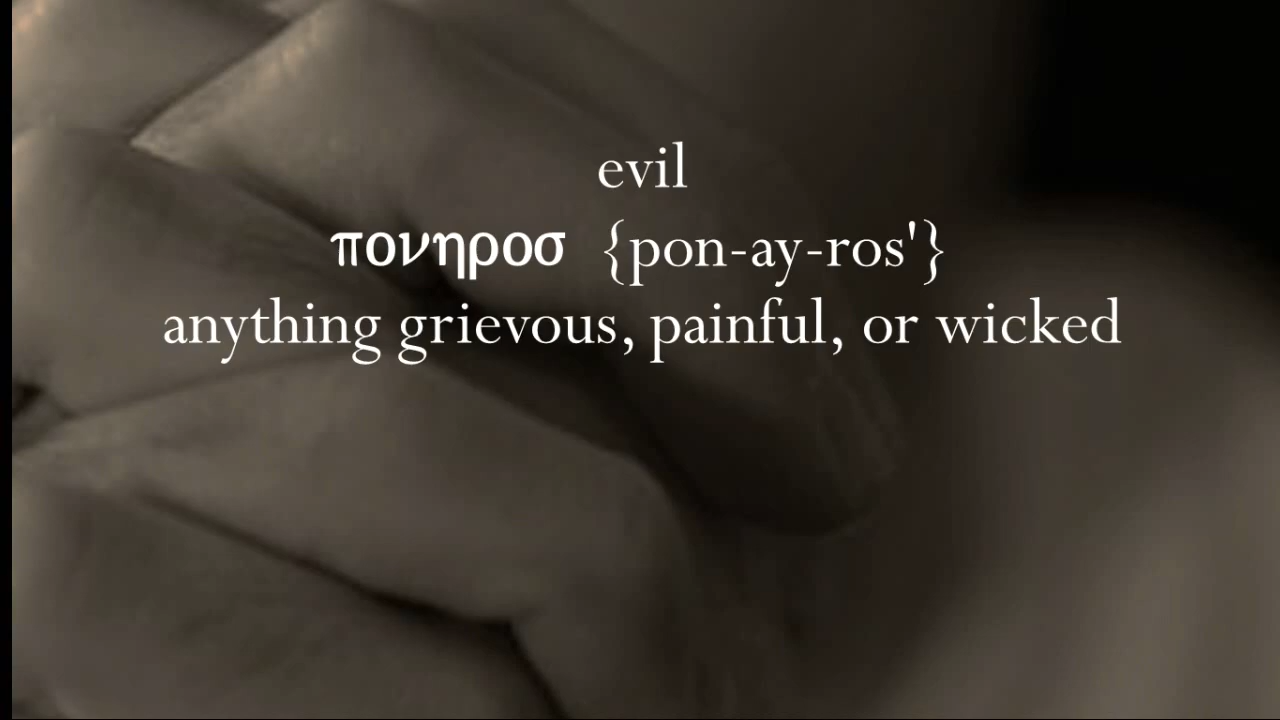 evil
πονηροσ {pon-ay-ros'}
anything grievous, painful, or wicked